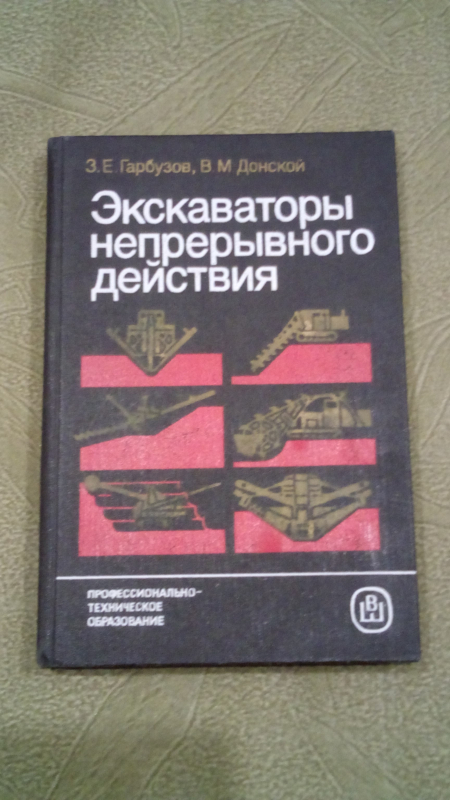 З. Е. Гарбузов, В. М. Донской
Экскаваторы
непрерывного
действия
ПРОФЕССИОНАЛЬНО-
ТЕХНИЧЕСКОЕ
ОБРАЗОВАНИЕ
ВШ